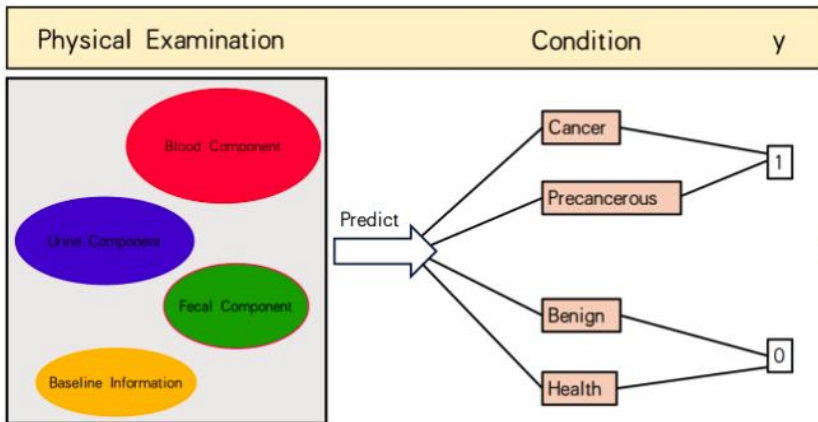 Physical Examination Condition y
Blood Component
Urine Component
Fecal Component
Baseline Information
Predict
Cancer
Precancerous
Benign
Health
1
0